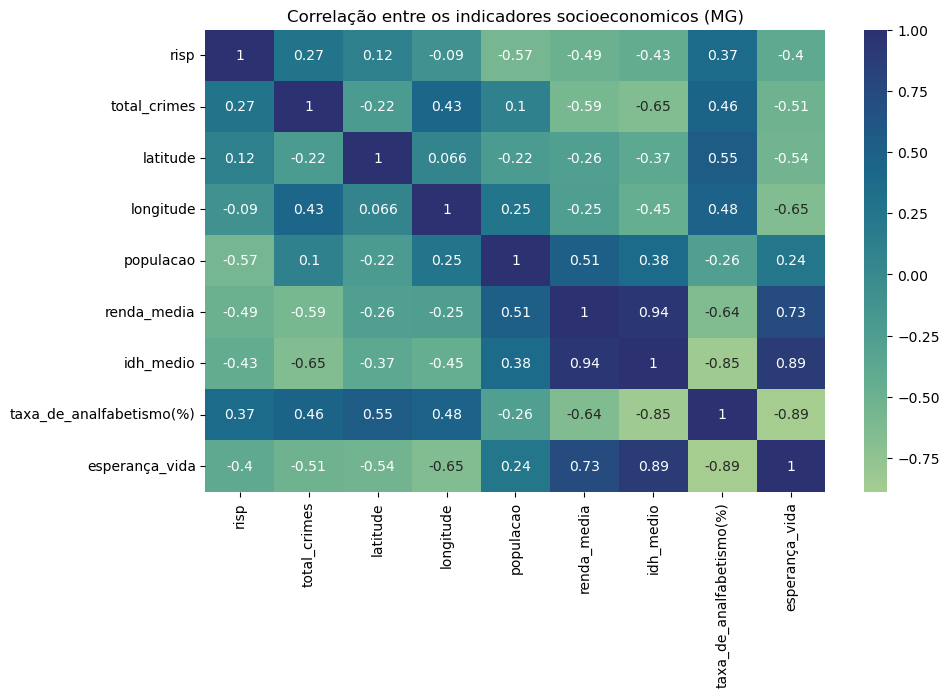 Correlação entre os indicadores socioeconomicos (MG)
risp 1 0.27 0.12 -0.09 -0.57 -0.49 -0.43 0.37 -0.4
total_crimes 0.27 1 -0.22 0.43 0.1 -0.59 -0.65 0.46 -0.51
latitude 0.12 -0.22 1 0.066 -0.22 -0.26 -0.37 0.55 -0.54
longitude -0.09 0.43 0.066 1 0.25 -0.25 -0.45 0.48 -0.65
populacao -0.57 0.1 -0.22 0.25 1 0.51 0.38 -0.26 0.24
renda_media -0.49 -0.59 -0.26 -0.25 0.51 1 0.94 -0.64 0.73
idh_medio -0.43 -0.65 -0.37 -0.45 0.38 0.94 1 -0.85 0.89
taxa_de_analfabetismo(%) 0.37 0.46 0.55 0.48 -0.26 -0.64 -0.85 1 -0.89
esperança_vida -0.4 -0.51 -0.54 -0.65 0.24 0.73 0.89 -0.89 1
risp
total_crimes
latitude
longitude
populacao
renda_media
idh_medio
taxa_de_analfabetismo(%)
esperança_vida
1.00
0.75
0.50
0.25
0.00
−0.25
−0.50
−0.75